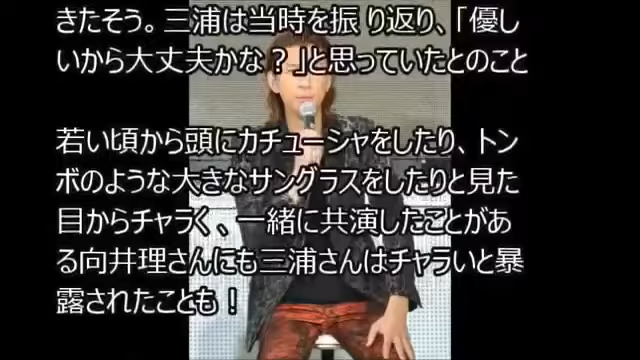 きたそう。三浦は当時を振り返り、「優し
いから大丈夫かな？」と思っていたとのこと
若い頃から頭にカチューシャをしたり、トン
ボのような大きなサングラスをしたりと見た
目からチャラく、一緒に共演したことがあ
る向井理さんにも三浦さんはチャラいと暴
露されたことも！